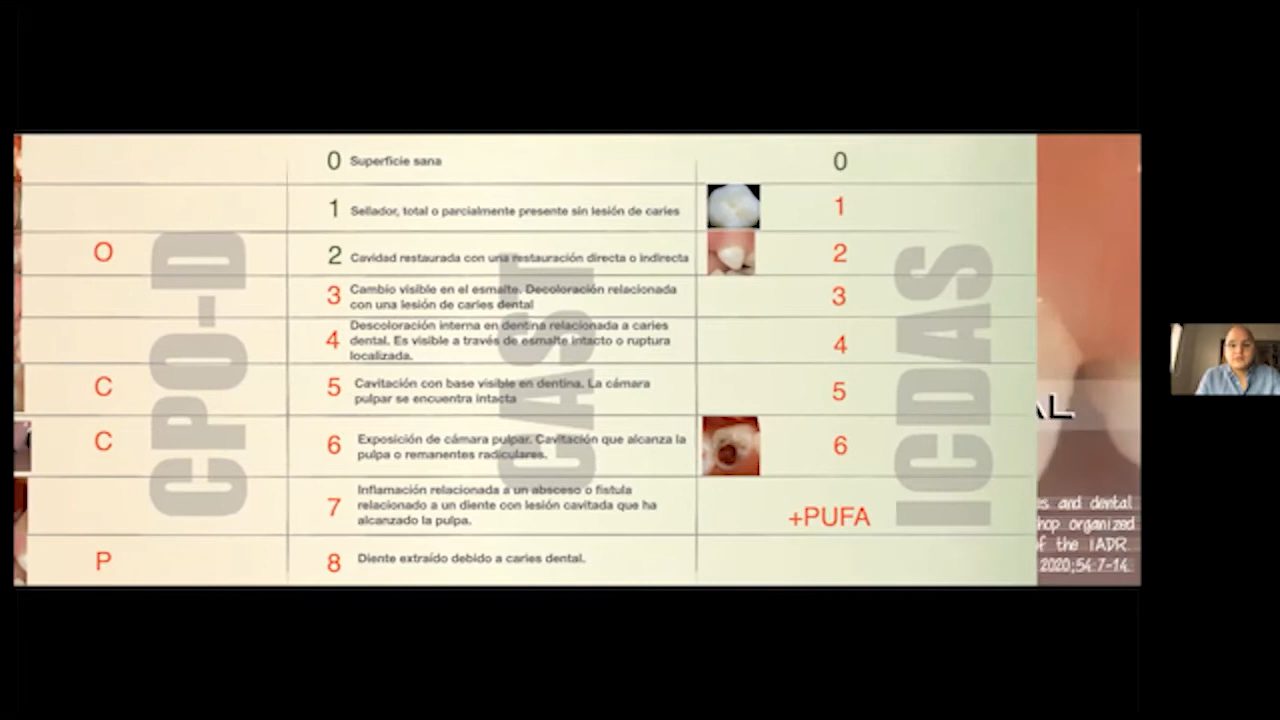 0 Superficie sana 0
1 Sellador, total o parcialmente presente sin lesión de caries 1
O 2 Cavidad restaurada con una restauración directa o indirecta 2
3 Cambio visible en el esmalte. Decoloración relacionada
con una lesión de caries dental 3
4 Descoloración interna en dentina relacionada a caries
dental. Es visible a través de esmalte intacto o ruptura
localizada. 4
C 5 Cavitación con base visible en dentina. La cámara
pulpar se encuentra intacta 5
C 6 Exposición de cámara pulpar. Cavitación que alcanza la
pulpa o remanentes radiculares. 6
7 Inflamación relacionada a un absceso o fistula
relacionado a un diente con lesión cavitada que ha
alcanzado la pulpa. +PUFA
P 8 Diente extraído debido a caries dental.
CPO-D
CAST
ICDAS
AL
es and dental
hop organized
f the IADR.
2020;54:7-14.